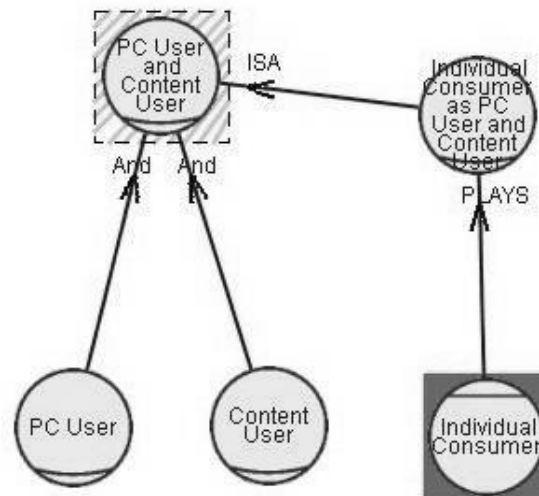 PC User
and
Content
User
ISA
Individual
Consumer
as PC
User and
Content
User
And
And
PLAYS
PC User
Content
User
Individual
Consumer